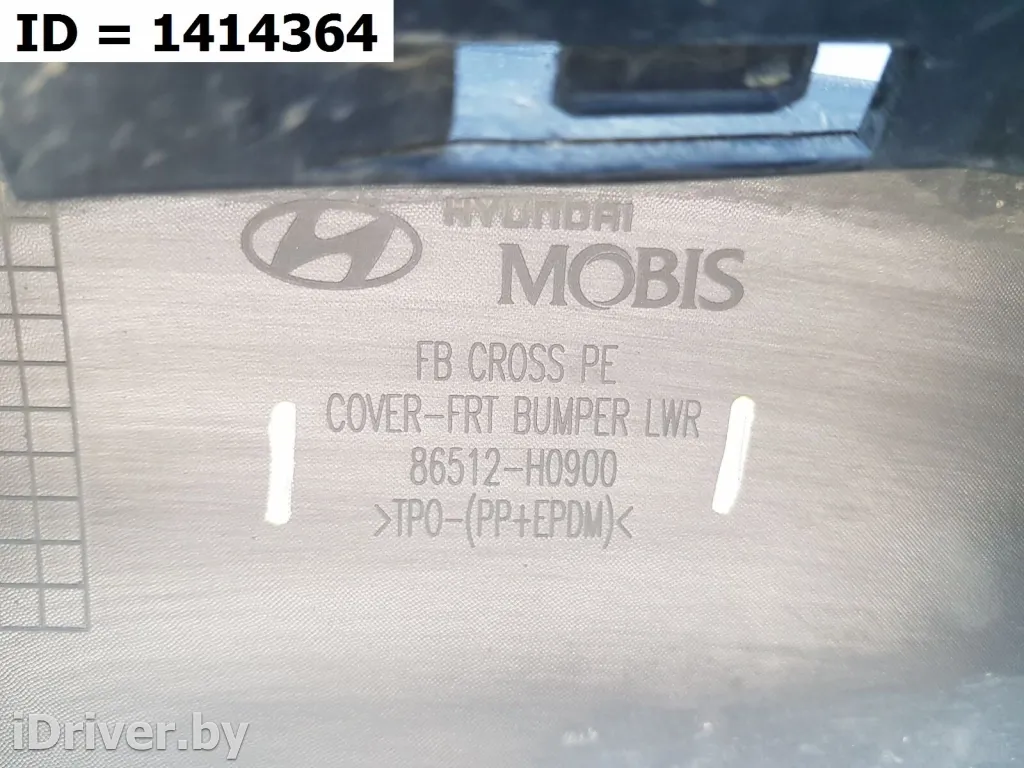 ID = 1414364
HYUNDAI
MOBIS
FB CROSS PE
COVER-FRT BUMPER LWR
86512-H0900
>TPO-(PP+EPDM)<
iDriver.by